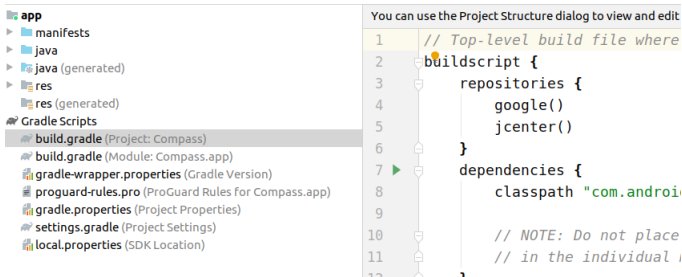 app
manifests
java
java (generated)
res
res (generated)
Gradle Scripts
build.gradle (Project: Compass)
build.gradle (Module: Compass.app)
gradle-wrapper.properties (Gradle Version)
proguard-rules.pro (ProGuard Rules for Compass.app)
gradle.properties (Project Properties)
settings.gradle (Project Settings)
local.properties (SDK Location)
You can use the Project Structure dialog to view and edit
1 // Top-level build file where
2 buildscript {
3 repositories {
4 google()
5 jcenter()
6 }
7 dependencies {
8 classpath "com.android
9
10 // NOTE: Do not place
11 // in the individual
12 }